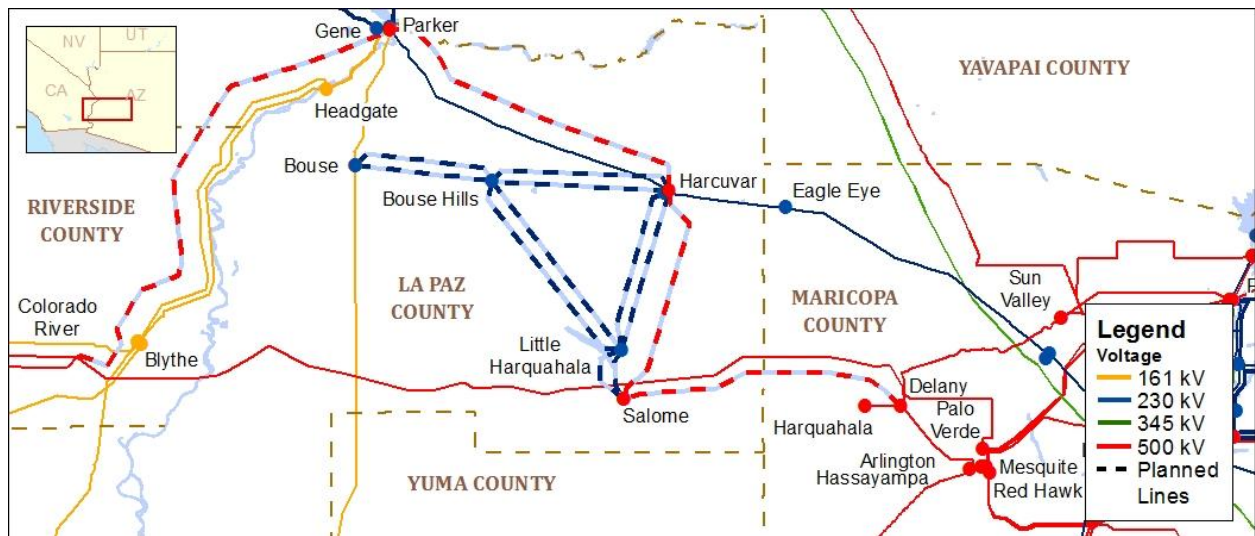 NV
UT
CA
AZ
Gene
Parker
Headgate
YAVAPAI COUNTY
Bouse
Bouse Hills
Harcuvar
Eagle Eye
RIVERSIDE
COUNTY
LA PAZ
COUNTY
MARICOPA
COUNTY
Sun
Valley
Colorado
River
Blythe
Little
Harquahala
Salome
Delany
Harquahala
Palo
Verde
Arlington
Hassayampa
Mesquite
Red Hawk
YUMA COUNTY
Legend
Voltage
161 kV
230 kV
345 kV
500 kV
Planned
Lines